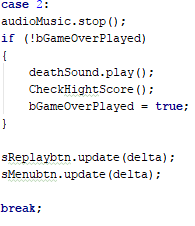 case 2:
audioMusic.stop();
if (!bGameOverPlayed)
{
deathSound.play();
CheckHightScore();
bGameOverPlayed = true;
}
sReplaybtn.update(delta);
sMenubtn.update(delta);
break;